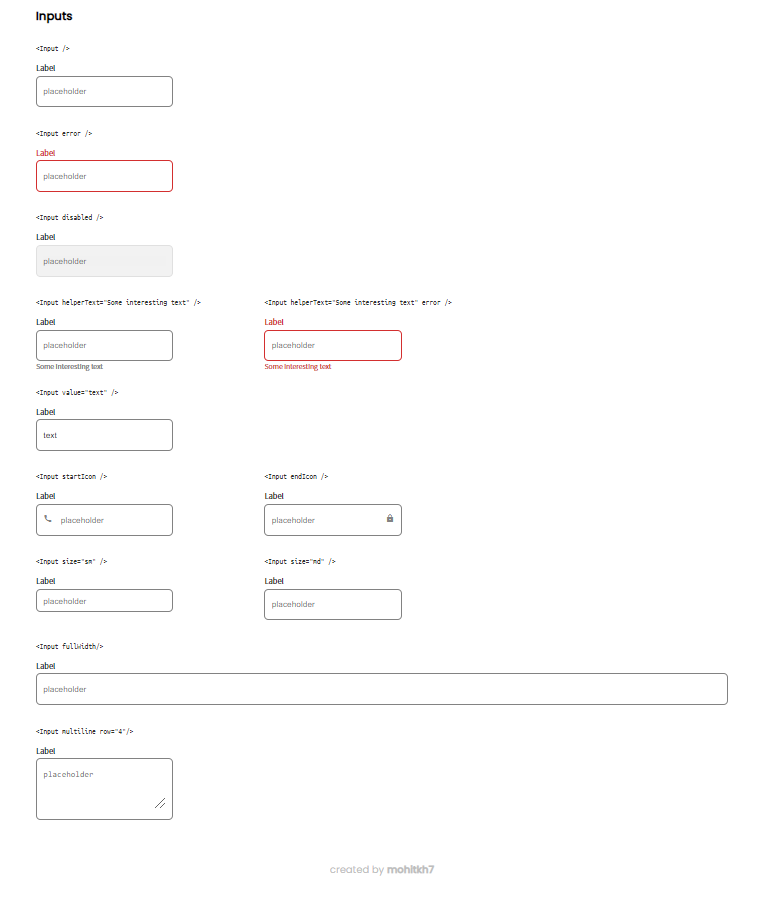 Inputs
<Input />
Label
placeholder
<Input error />
Label
placeholder
<Input disabled />
Label
placeholder
<Input helperText="Some interesting text" />
Label
placeholder
Some interesting text
<Input helperText="Some interesting text" error />
Label
placeholder
Some interesting text
<Input value="text" />
Label
text
<Input startIcon />
Label
placeholder
<Input endIcon />
Label
placeholder
<Input size="sm" />
Label
placeholder
<Input size="md" />
Label
placeholder
<Input fullWidth/>
Label
placeholder
<Input multiline row="4"/>
Label
placeholder
created by mohitkh7